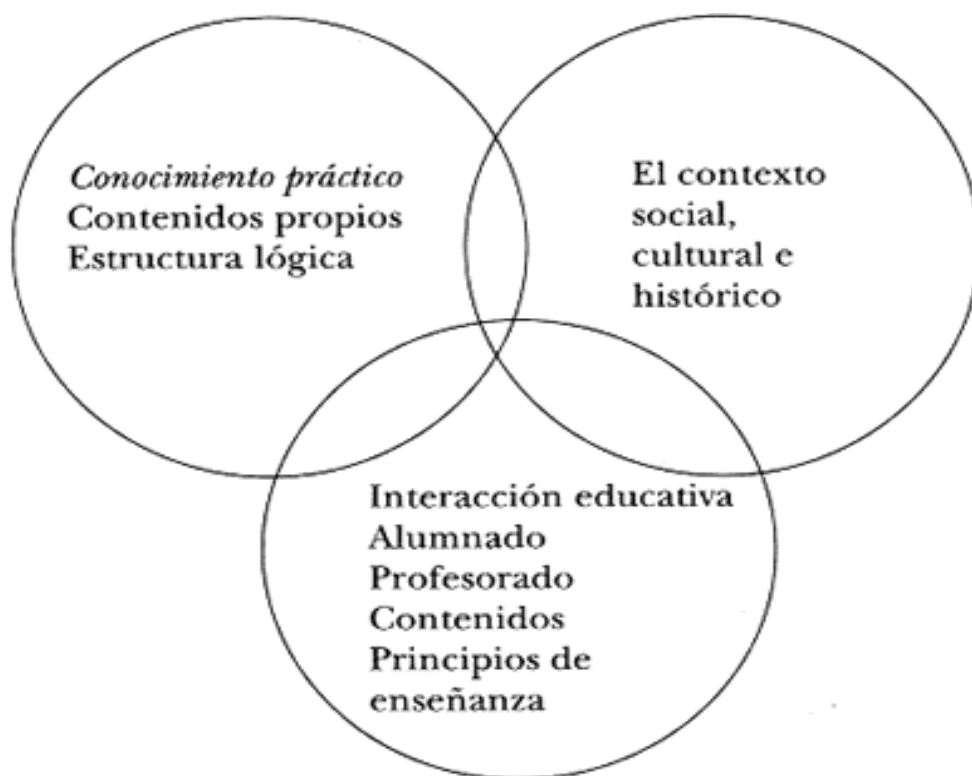 Conocimiento práctico
Contenidos propios
Estructura lógica
El contexto
social,
cultural e
histórico
Interacción educativa
Alumnado
Profesorado
Contenidos
Principios de
enseñanza